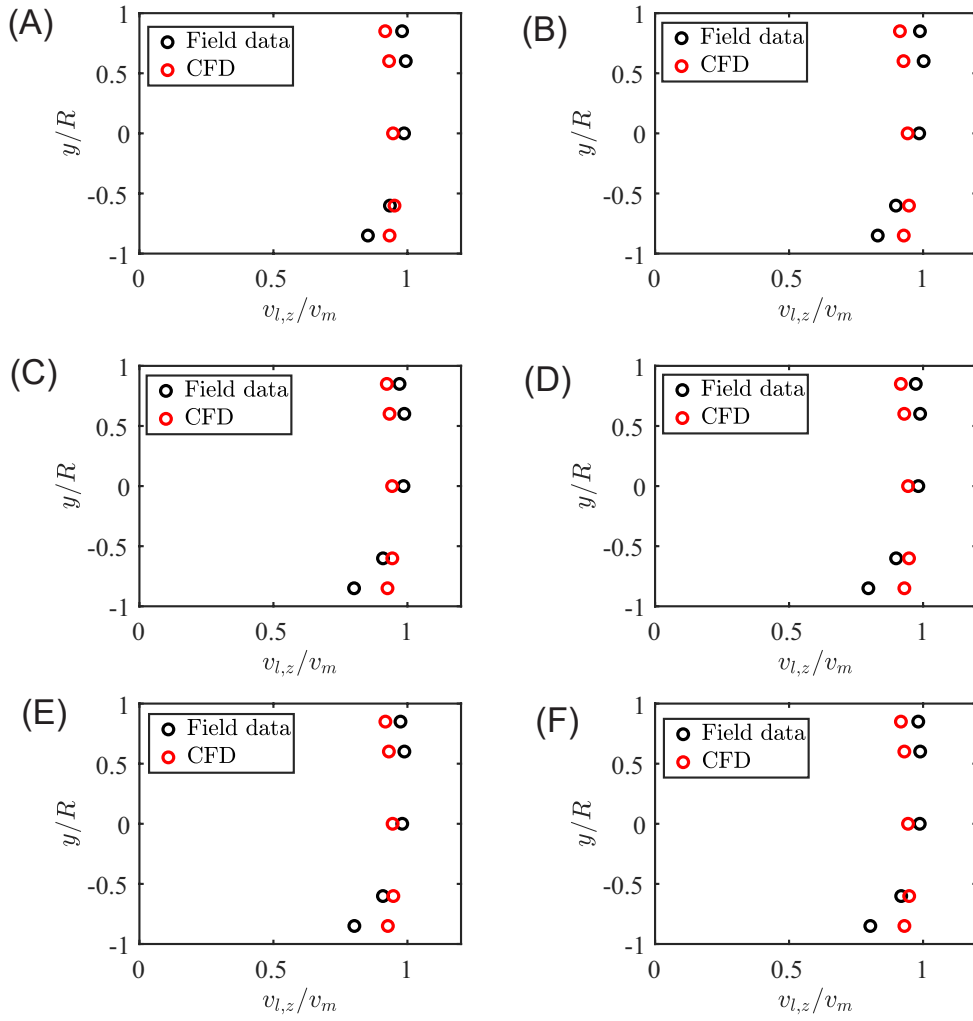 (A)
1
0.5
0
-0.5
-1
y/R
Field data
CFD
0 0.5 1
v_{l,z}/v_m
(B)
1
0.5
0
-0.5
-1
y/R
Field data
CFD
0 0.5 1
v_{l,z}/v_m
(C)
1
0.5
0
-0.5
-1
y/R
Field data
CFD
0 0.5 1
v_{l,z}/v_m
(D)
1
0.5
0
-0.5
-1
y/R
Field data
CFD
0 0.5 1
v_{l,z}/v_m
(E)
1
0.5
0
-0.5
-1
y/R
Field data
CFD
0 0.5 1
v_{l,z}/v_m
(F)
1
0.5
0
-0.5
-1
y/R
Field data
CFD
0 0.5 1
v_{l,z}/v_m